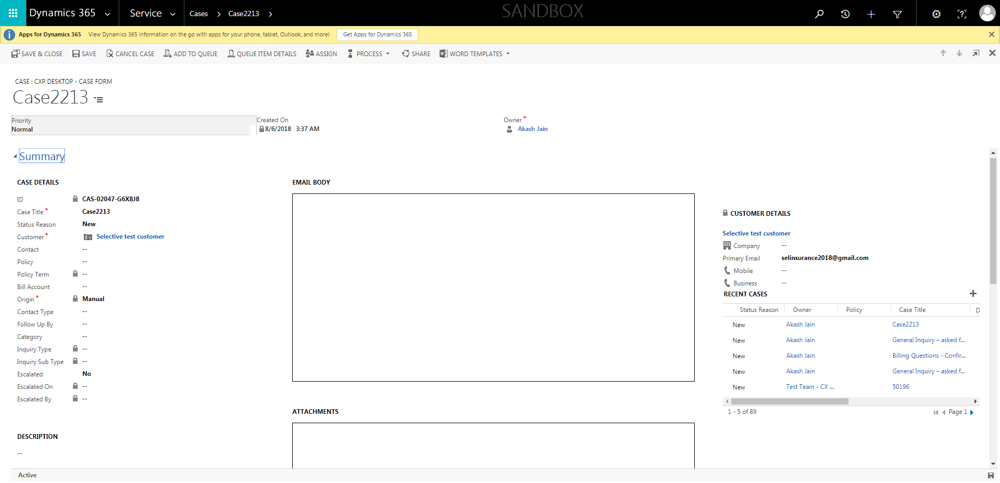 Dynamics 365 Service Cases Case2213 SANDBOX
Apps for Dynamics 365 View Dynamics 365 information on the go with apps for your phone, tablet, Outlook, and more! Get Apps for Dynamics 365
SAVE & CLOSE SAVE CANCEL CASE ADD TO QUEUE QUEUE ITEM DETAILS ASSIGN PROCESS SHARE WORD TEMPLATES
CASE : CXP DESKTOP - CASE FORM
Case2213
Priority
Normal
Created On
8/6/2018 3:37 AM
Owner *
Akash Jain
Summary
CASE DETAILS
ID CAS-02047-G6X8J8
Case Title * Case2213
Status Reason New
Customer * Selective test customer
Contact --
Policy --
Policy Term --
Bill Account --
Origin * Manual
Contact Type --
Follow Up By --
Category --
Inquiry Type --
Inquiry Sub Type --
Escalated No
Escalated On --
Escalated By --
DESCRIPTION
--
EMAIL BODY
ATTACHMENTS
CUSTOMER DETAILS
Selective test customer
Company --
Primary Email selinsurance2018@gmail.com
Mobile --
Business --
RECENT CASES
Status Reason Owner Policy Case Title D
New Akash Jain Case2213
New Akash Jain General Inquiry – asked f...
New Akash Jain Billing Questions - Confir...
New Akash Jain General Inquiry – asked f...
New Test Team - CX ... 50196
1 - 5 of 89 Page 1
Active